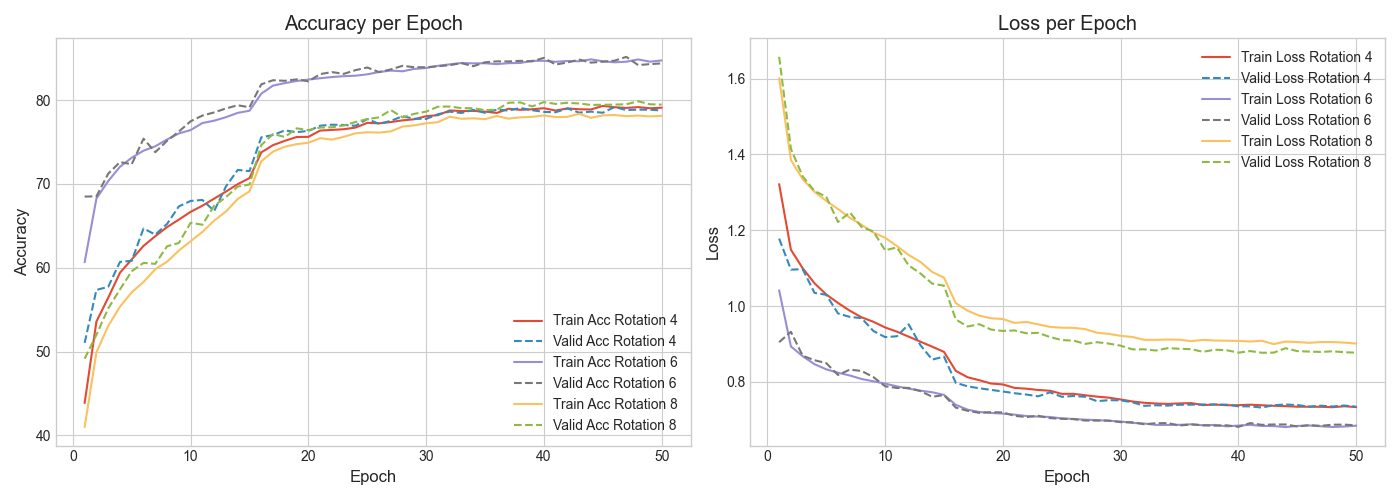 Accuracy per Epoch
Accuracy
80
70
60
50
40
0
10
20
30
40
50
Epoch
Train Acc Rotation 4
Valid Acc Rotation 4
Train Acc Rotation 6
Valid Acc Rotation 6
Train Acc Rotation 8
Valid Acc Rotation 8
Loss per Epoch
Loss
1.6
1.4
1.2
1.0
0.8
0
10
20
30
40
50
Epoch
Train Loss Rotation 4
Valid Loss Rotation 4
Train Loss Rotation 6
Valid Loss Rotation 6
Train Loss Rotation 8
Valid Loss Rotation 8